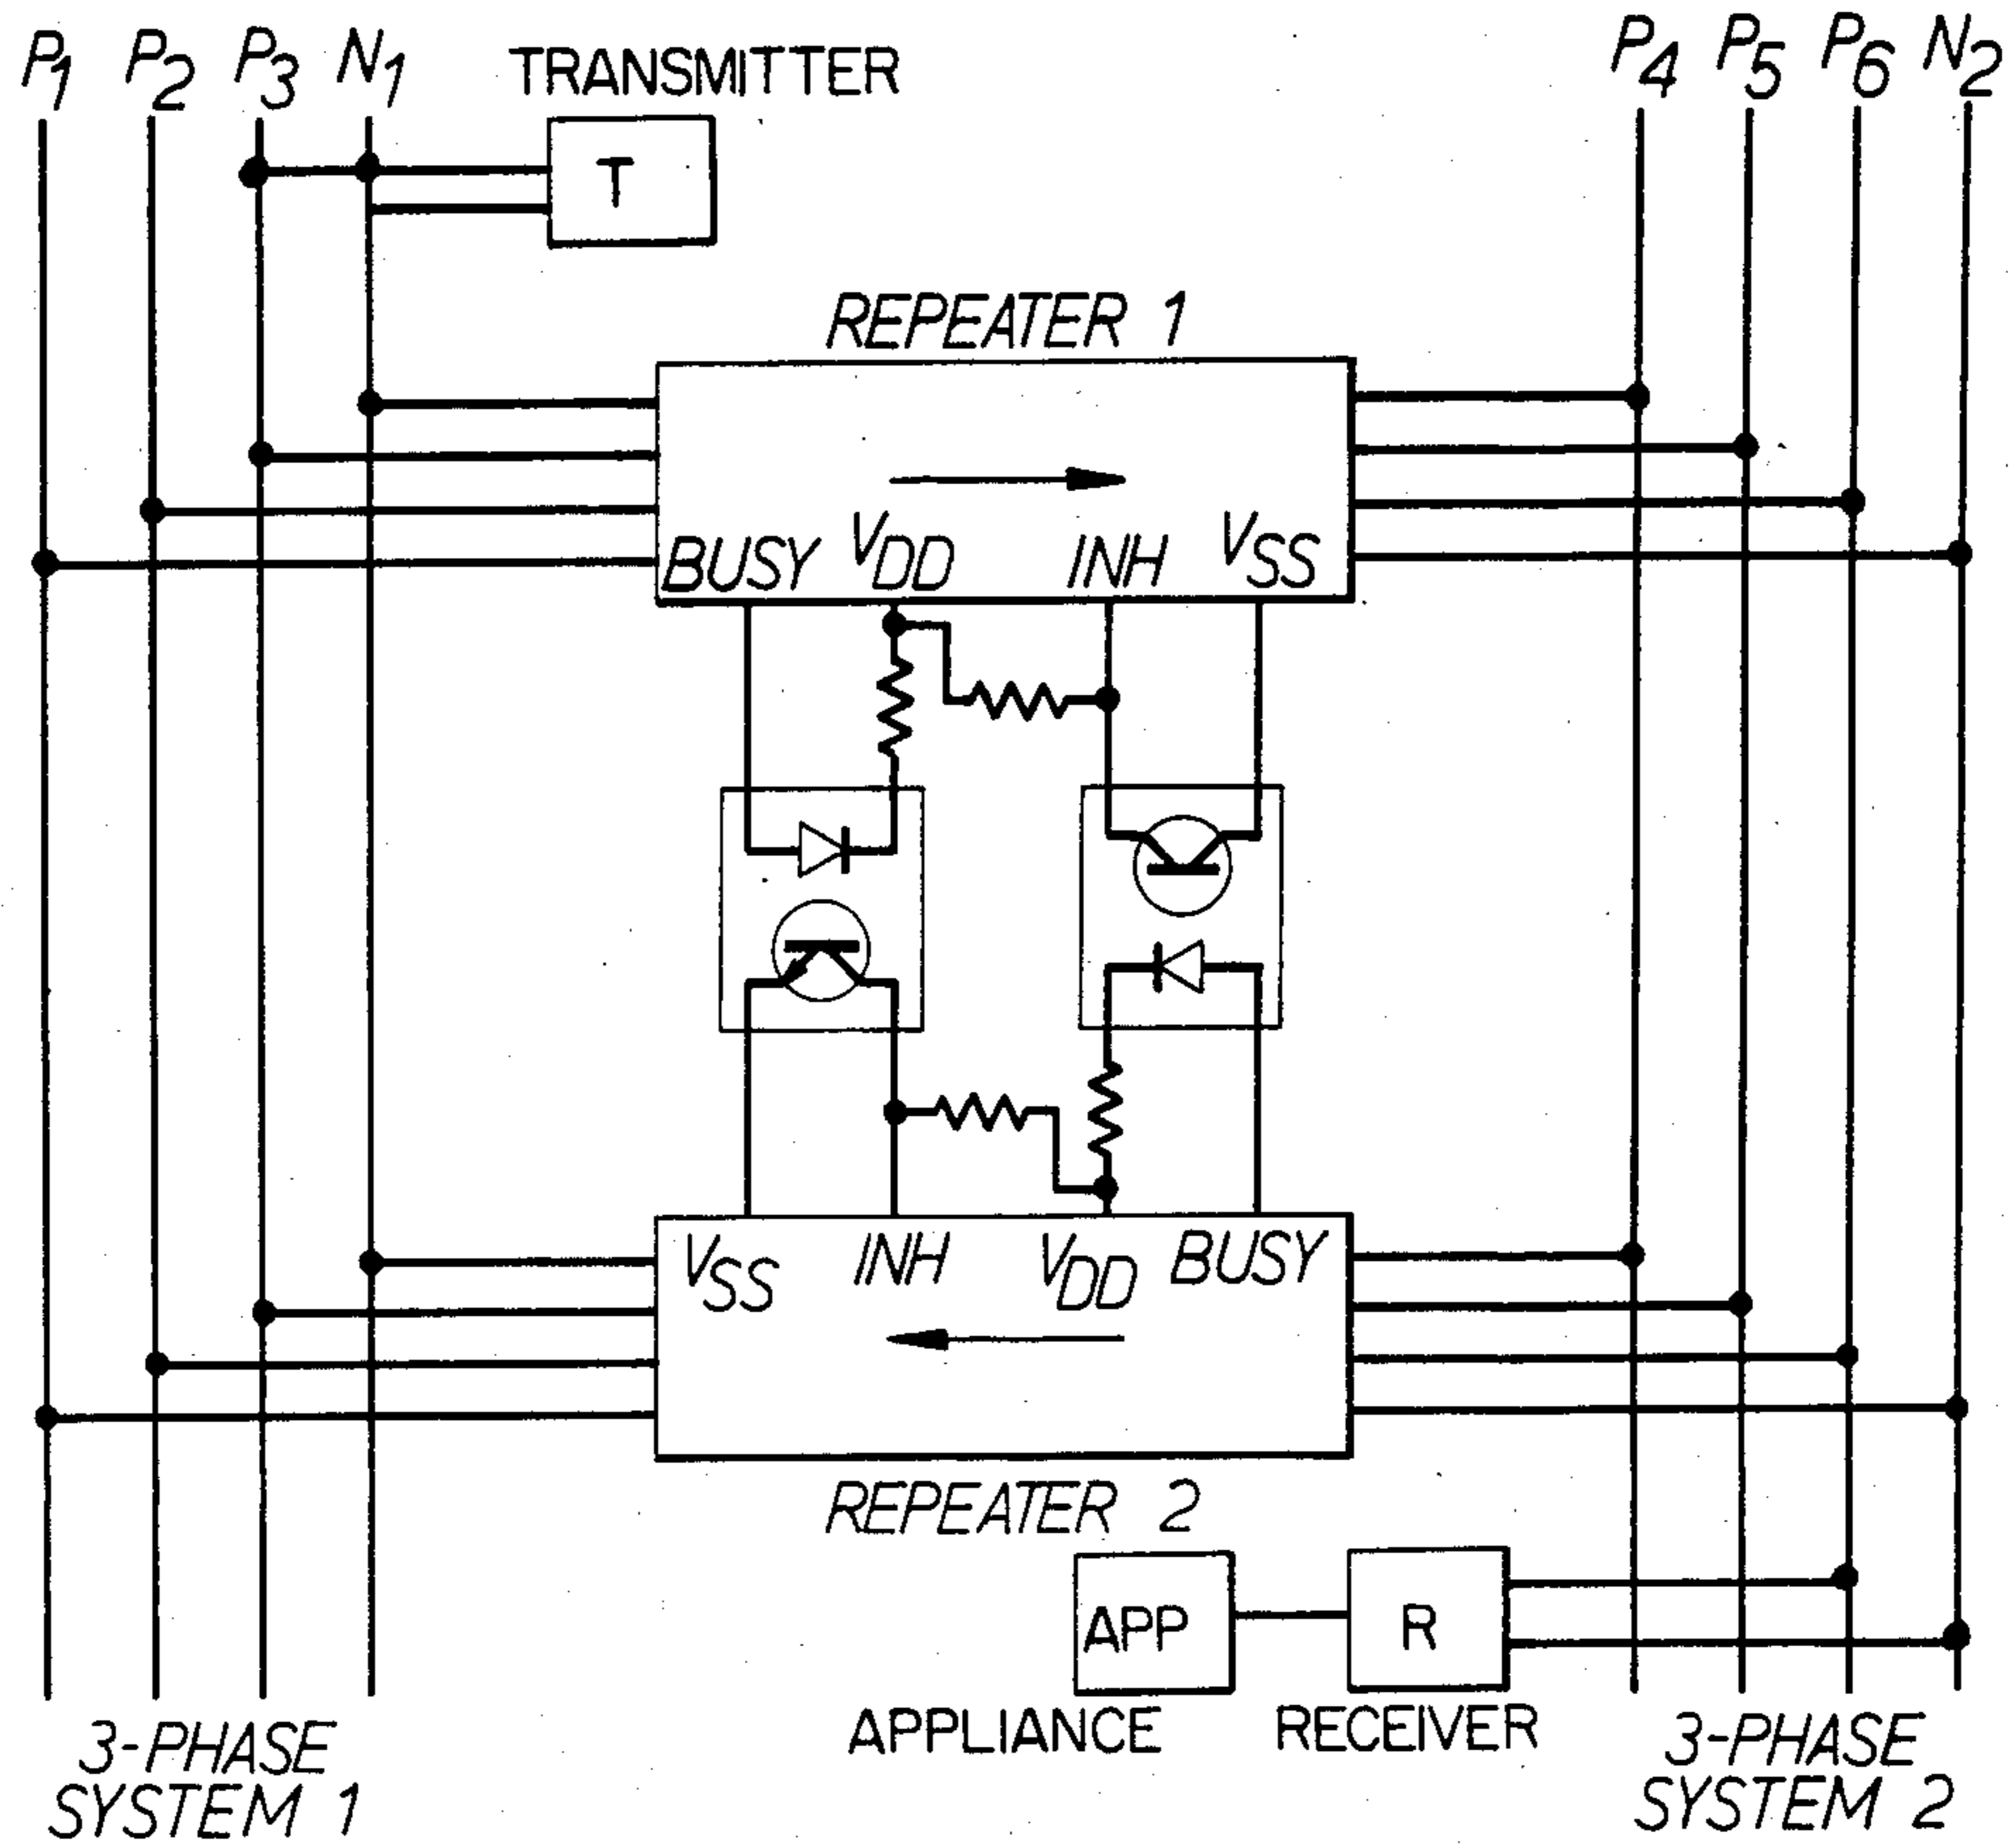 P1 P2 P3 N1 TRANSMITTER P4 P5 P6 N2
T
REPEATER 1
BUSY VDD INH VSS
VSS INH VDD BUSY
REPEATER 2
APP R
APPLIANCE RECEIVER
3-PHASE
SYSTEM 1
3-PHASE
SYSTEM 2